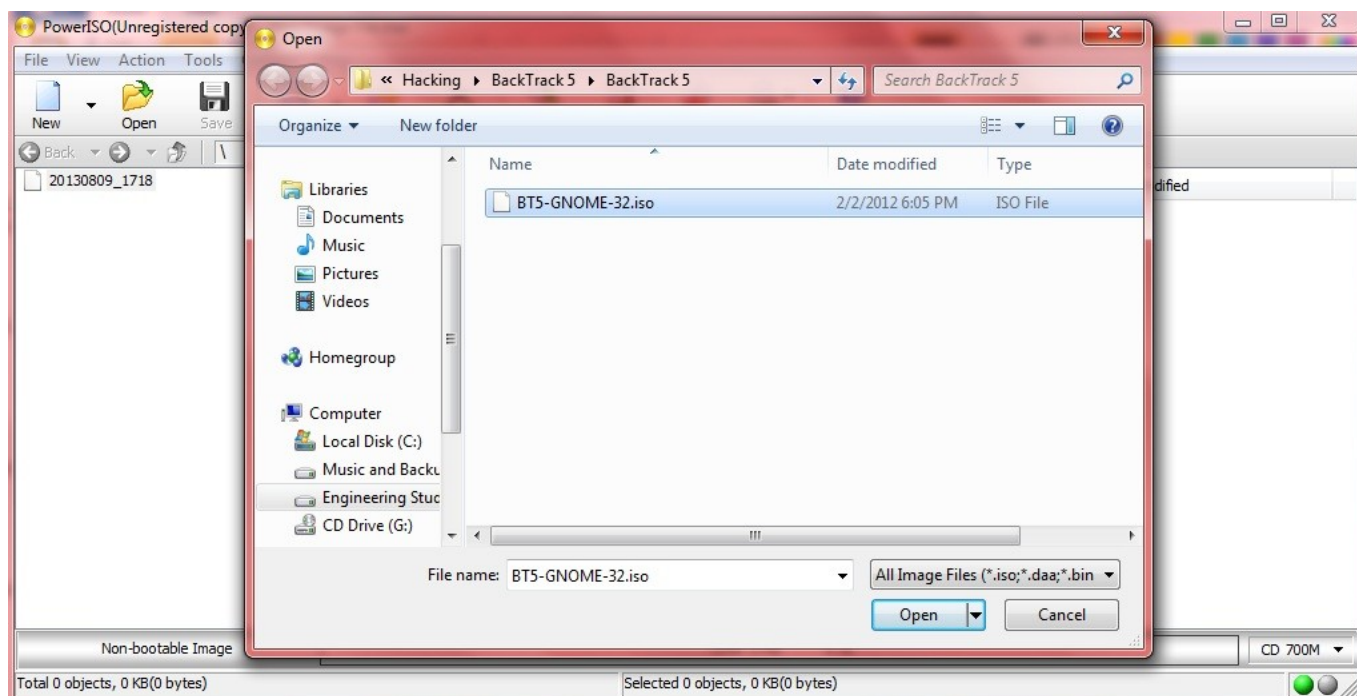 PowerISO(Unregistered copy
File View Action Tools
New Open Save
Back \
20130809_1718
dified
Non-bootable Image
CD 700M
Total 0 objects, 0 KB(0 bytes)
Selected 0 objects, 0 KB(0 bytes)
Open
« Hacking BackTrack 5 BackTrack 5
Search BackTrack 5
Organize New folder
Libraries
Documents
Music
Pictures
Videos
Homegroup
Computer
Local Disk (C:)
Music and Backu
Engineering Stud
CD Drive (G:)
Name Date modified Type
BT5-GNOME-32.iso 2/2/2012 6:05 PM ISO File
File name: BT5-GNOME-32.iso
All Image Files (*.iso;*.daa;*.bin
Open Cancel